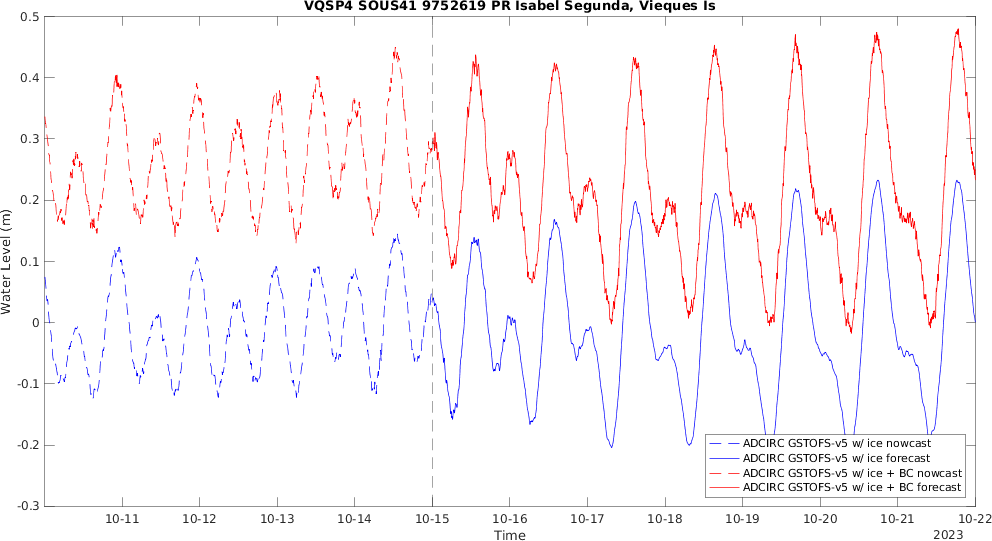 VQSP4 SOUS41 9752619 PR Isabel Segunda, Vieques Is
0.5
0.4
0.3
0.2
0.1
0
-0.1
-0.2
-0.3
Water Level (m)
10-11 10-12 10-13 10-14 10-15 10-16 10-17 10-18 10-19 10-20 10-21 10-22
Time
2023
ADCIRC GSTOFS-v5 w/ ice nowcast
ADCIRC GSTOFS-v5 w/ ice forecast
ADCIRC GSTOFS-v5 w/ ice + BC nowcast
ADCIRC GSTOFS-v5 w/ ice + BC forecast